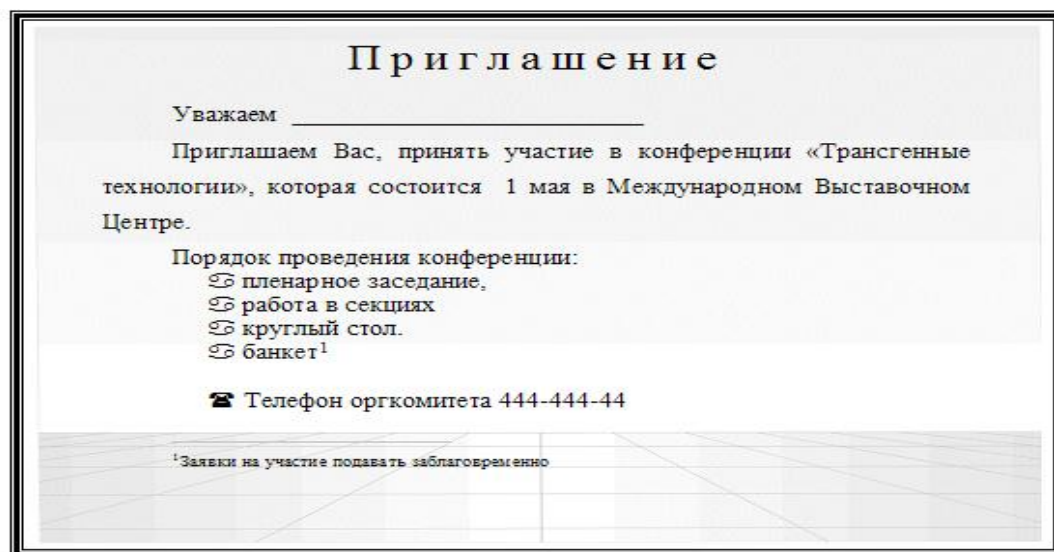 Приглашение
Уважаем ___________________________
Приглашаем Вас, принять участие в конференции «Трансгенные
технологии», которая состоится 1 мая в Международном Выставочном
Центре.
Порядок проведения конференции:
♋ пленарное заседание,
♋ работа в секциях
♋ круглый стол.
♋ банкет¹
☎ Телефон оргкомитета 444-444-44
¹Заявки на участие подавать заблаговременно